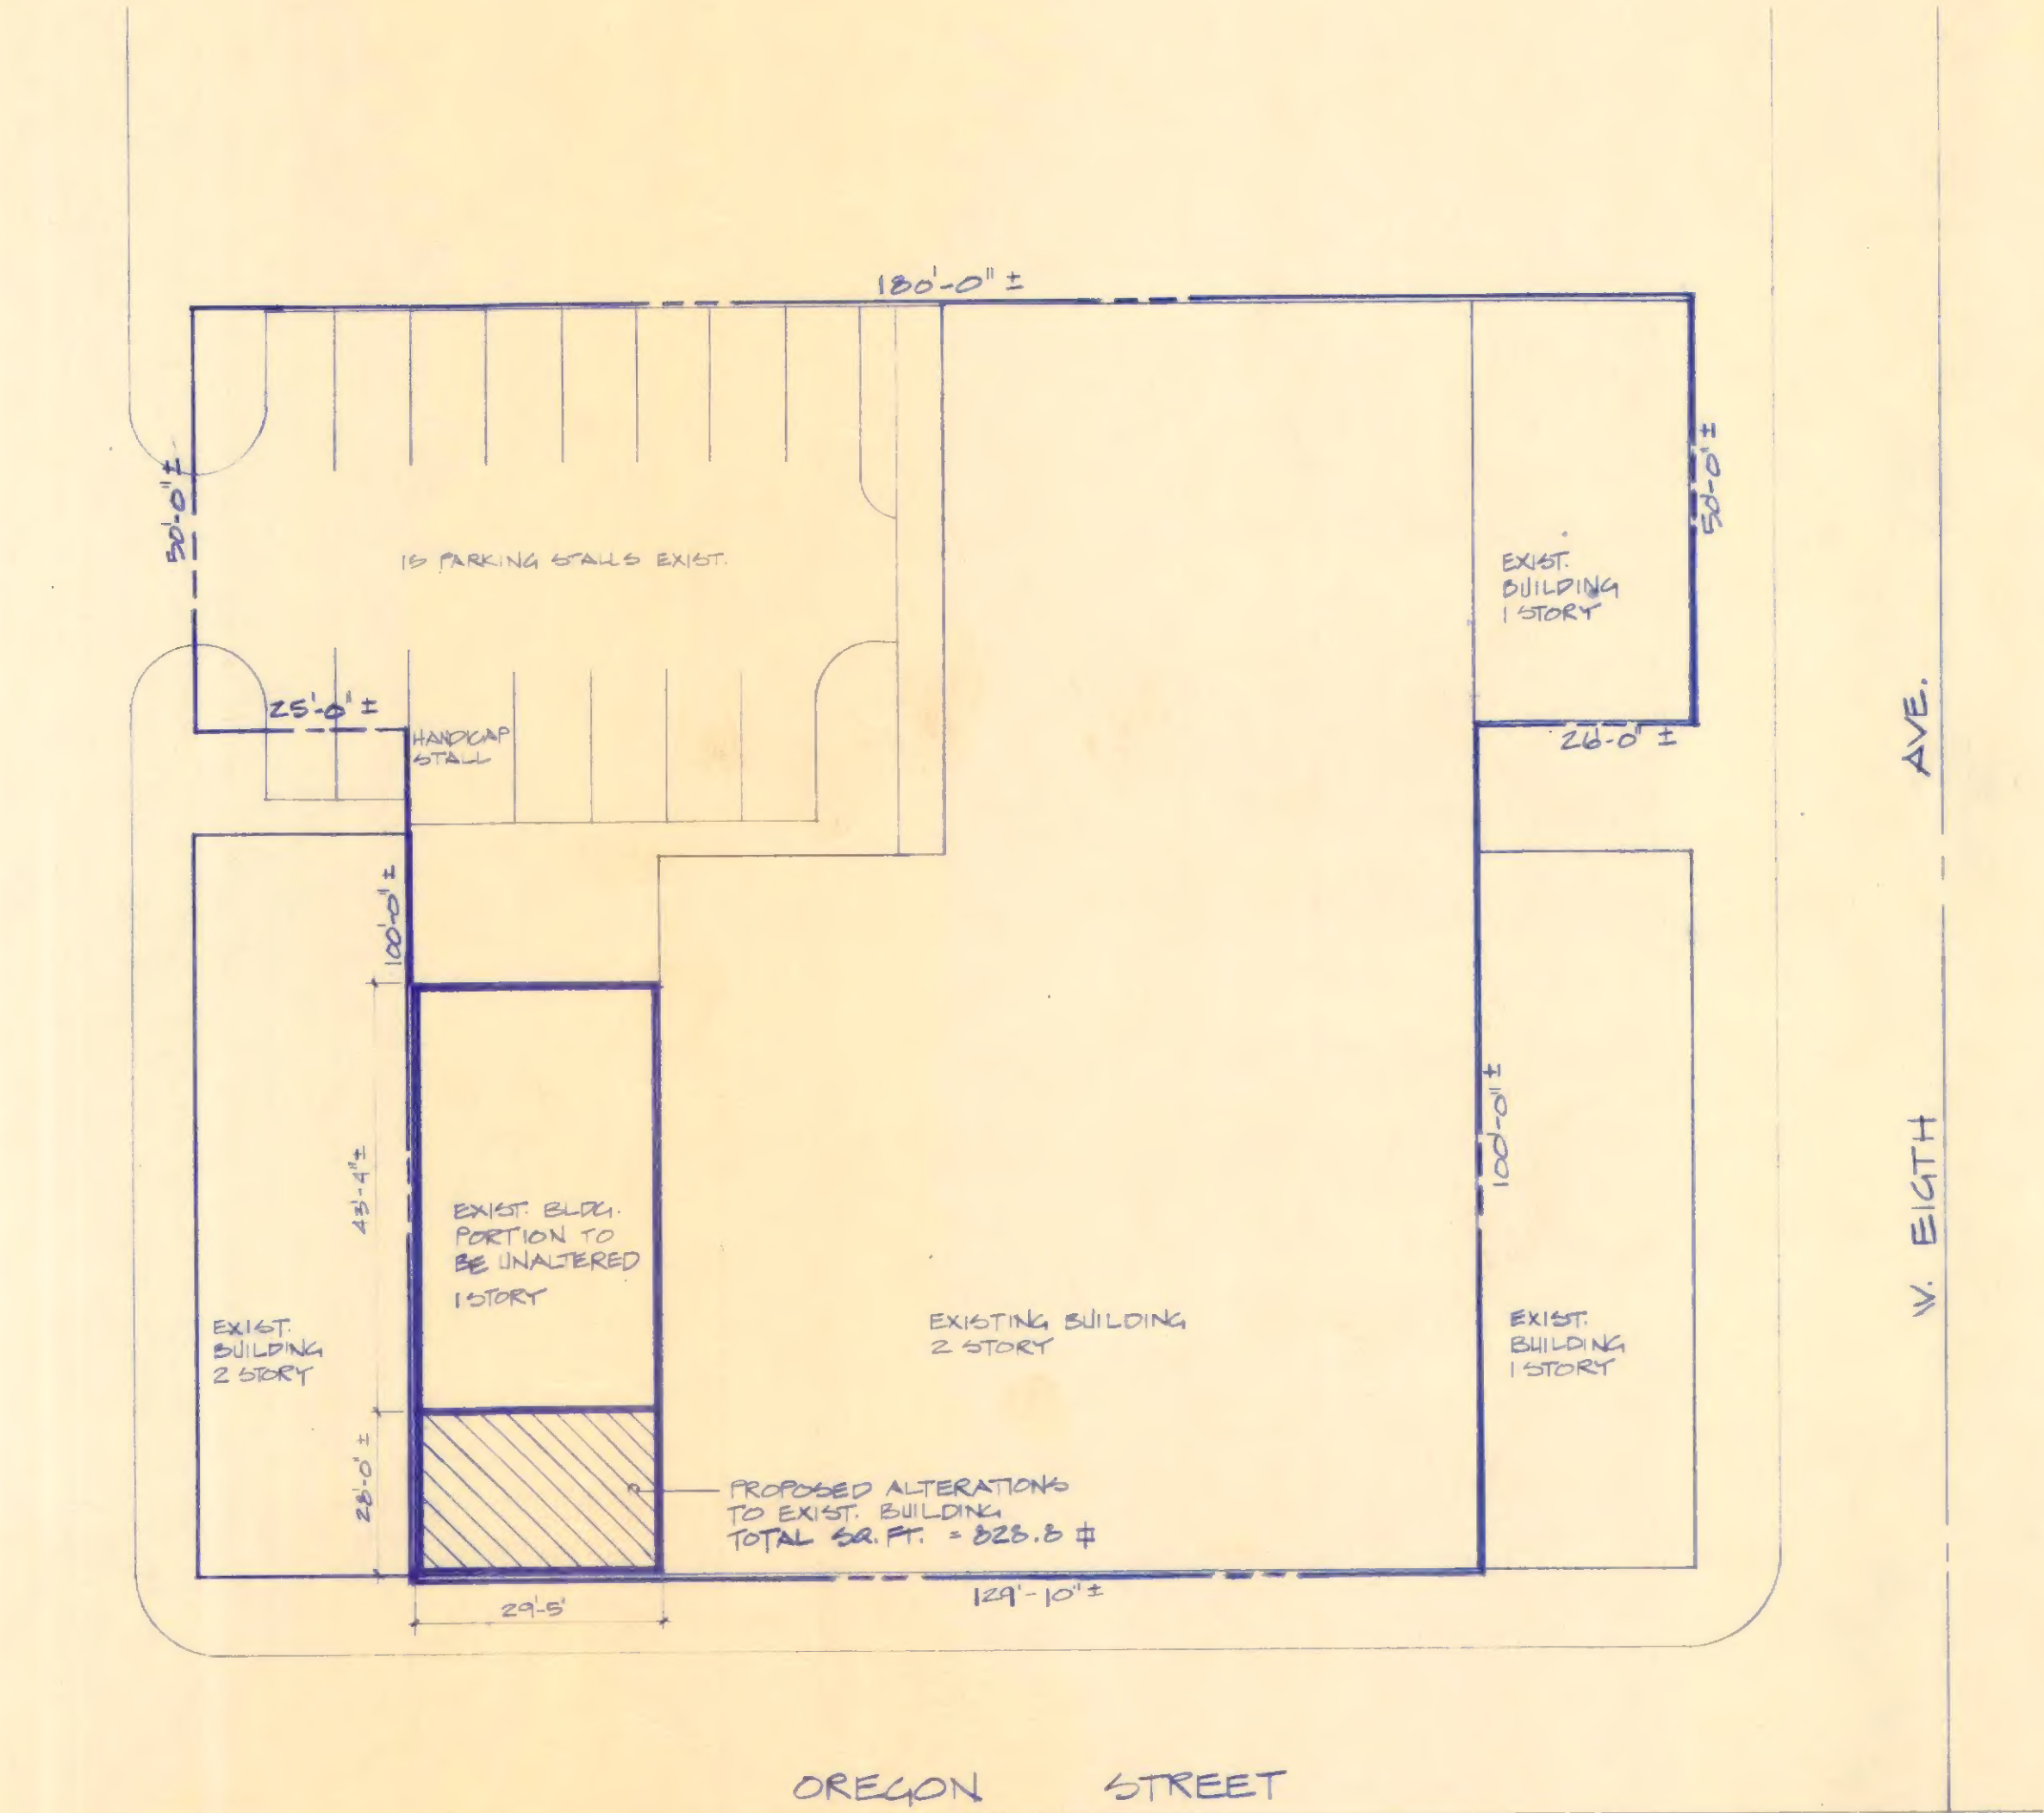 180'-0" ±
50'-0" ±
50'-0" ±
15 PARKING STALLS EXIST.
EXIST.
BUILDING
1 STORY
25'-0" ±
HANDICAP
STALL
26'-0" ±
W. EIGTH AVE.
100'-0" ±
100'-0" ±
43'-4" ±
EXIST. BLDG.
PORTION TO
BE UNALTERED
1 STORY
EXIST.
BUILDING
2 STORY
EXISTING BUILDING
2 STORY
EXIST.
BUILDING
1 STORY
28'-0" ±
PROPOSED ALTERATIONS
TO EXIST. BUILDING
TOTAL SQ. FT. = 823.8 ⌗
129'-10" ±
29'-5"
OREGON STREET